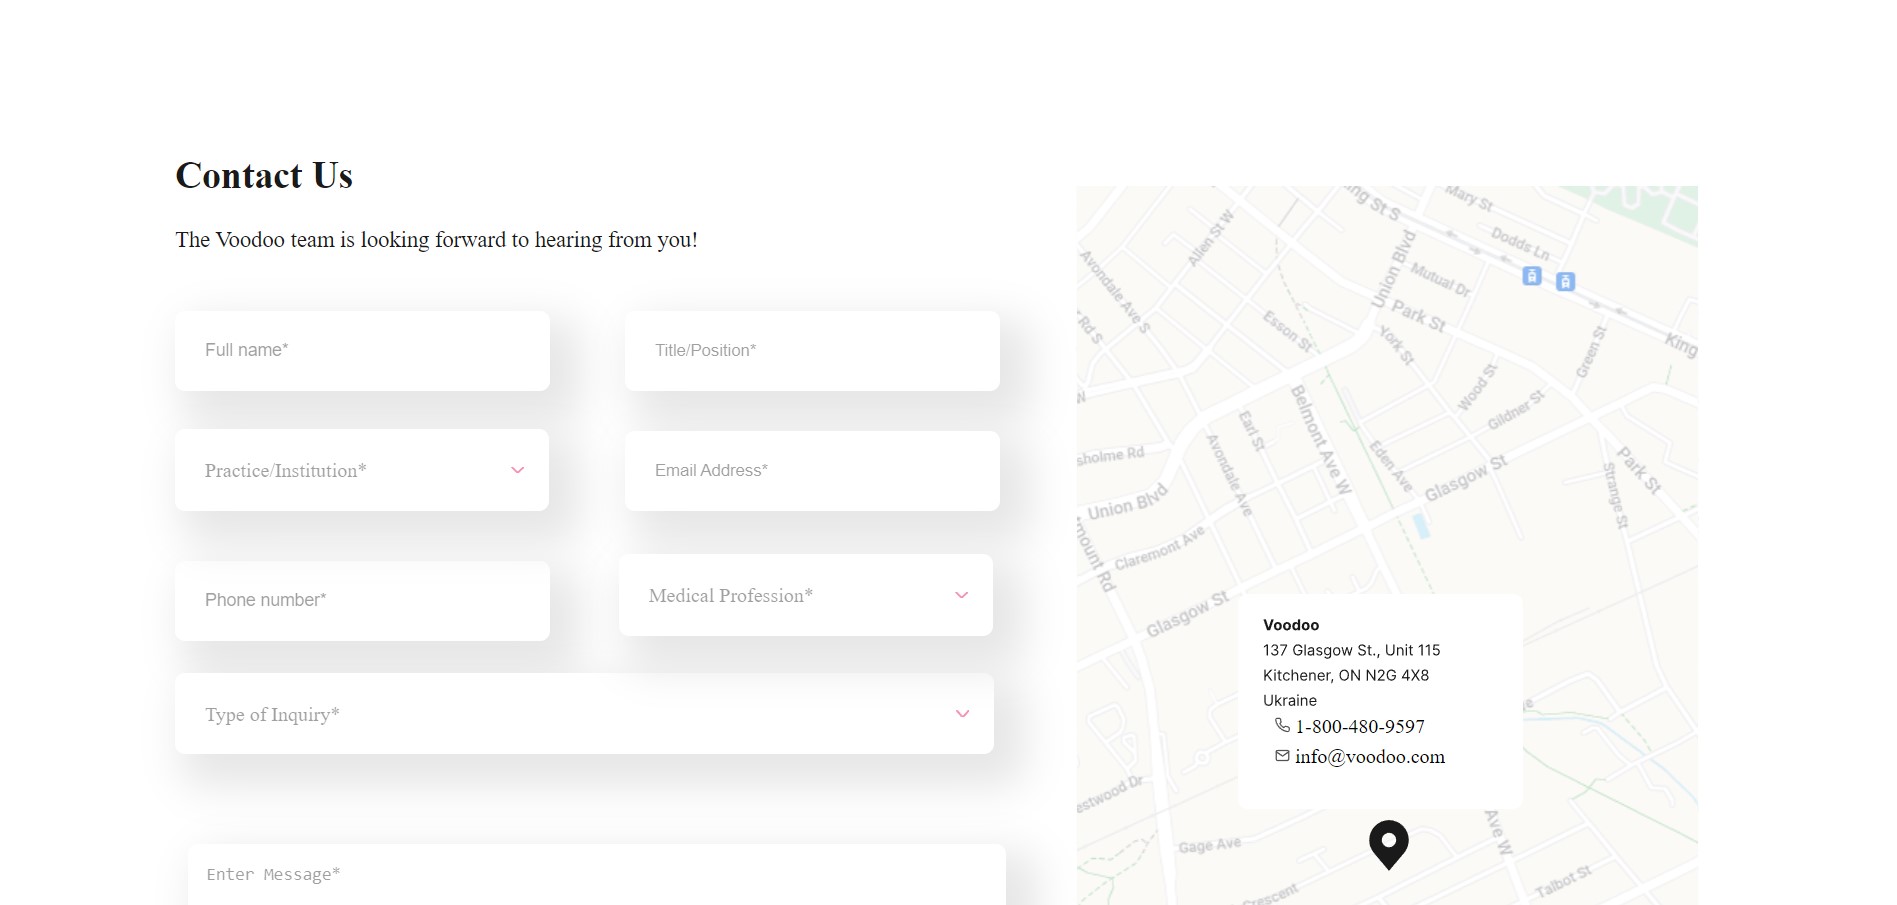 Contact Us
The Voodoo team is looking forward to hearing from you!
Full name*
Title/Position*
Practice/Institution*
Email Address*
Phone number*
Medical Profession*
Type of Inquiry*
Enter Message*
ing St S
Mary St
Allen St W
Dodds Ln
Union Blvd
Mutual Dr
Avondale Ave S
Park St
Rd S
Esson St
York St
Green St
King
W
Wood St
Belmont Ave W
Gildner St
Earl St
sholme Rd
Avondale Ave
Eden Ave
Glasgow St
Park St
Strange St
Union Blvd
mount Rd
Claremont Ave
Glasgow St
Voodoo
137 Glasgow St., Unit 115
Kitchener, ON N2G 4X8
Ukraine
1-800-480-9597
info@voodoo.com
estwood Dr
Ave W
Gage Ave
Crescent
Talbot St